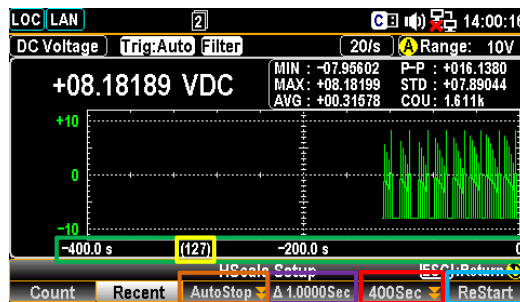 LOC LAN 2 C 14:00:16
DC Voltage Trig:Auto Filter 20/s A Range: 10V
+08.18189 VDC
MIN : -07.95602 P-P : +016.1380
MAX: +08.18199 STD : +07.89044
AVG : +00.31578 COU: 1.611k
+10
0
-10
-400.0 s (127) -200.0 s 0
HScale Setup [ESC]:Return
Count Recent AutoStop Δ 1.0000Sec 400Sec ReStart